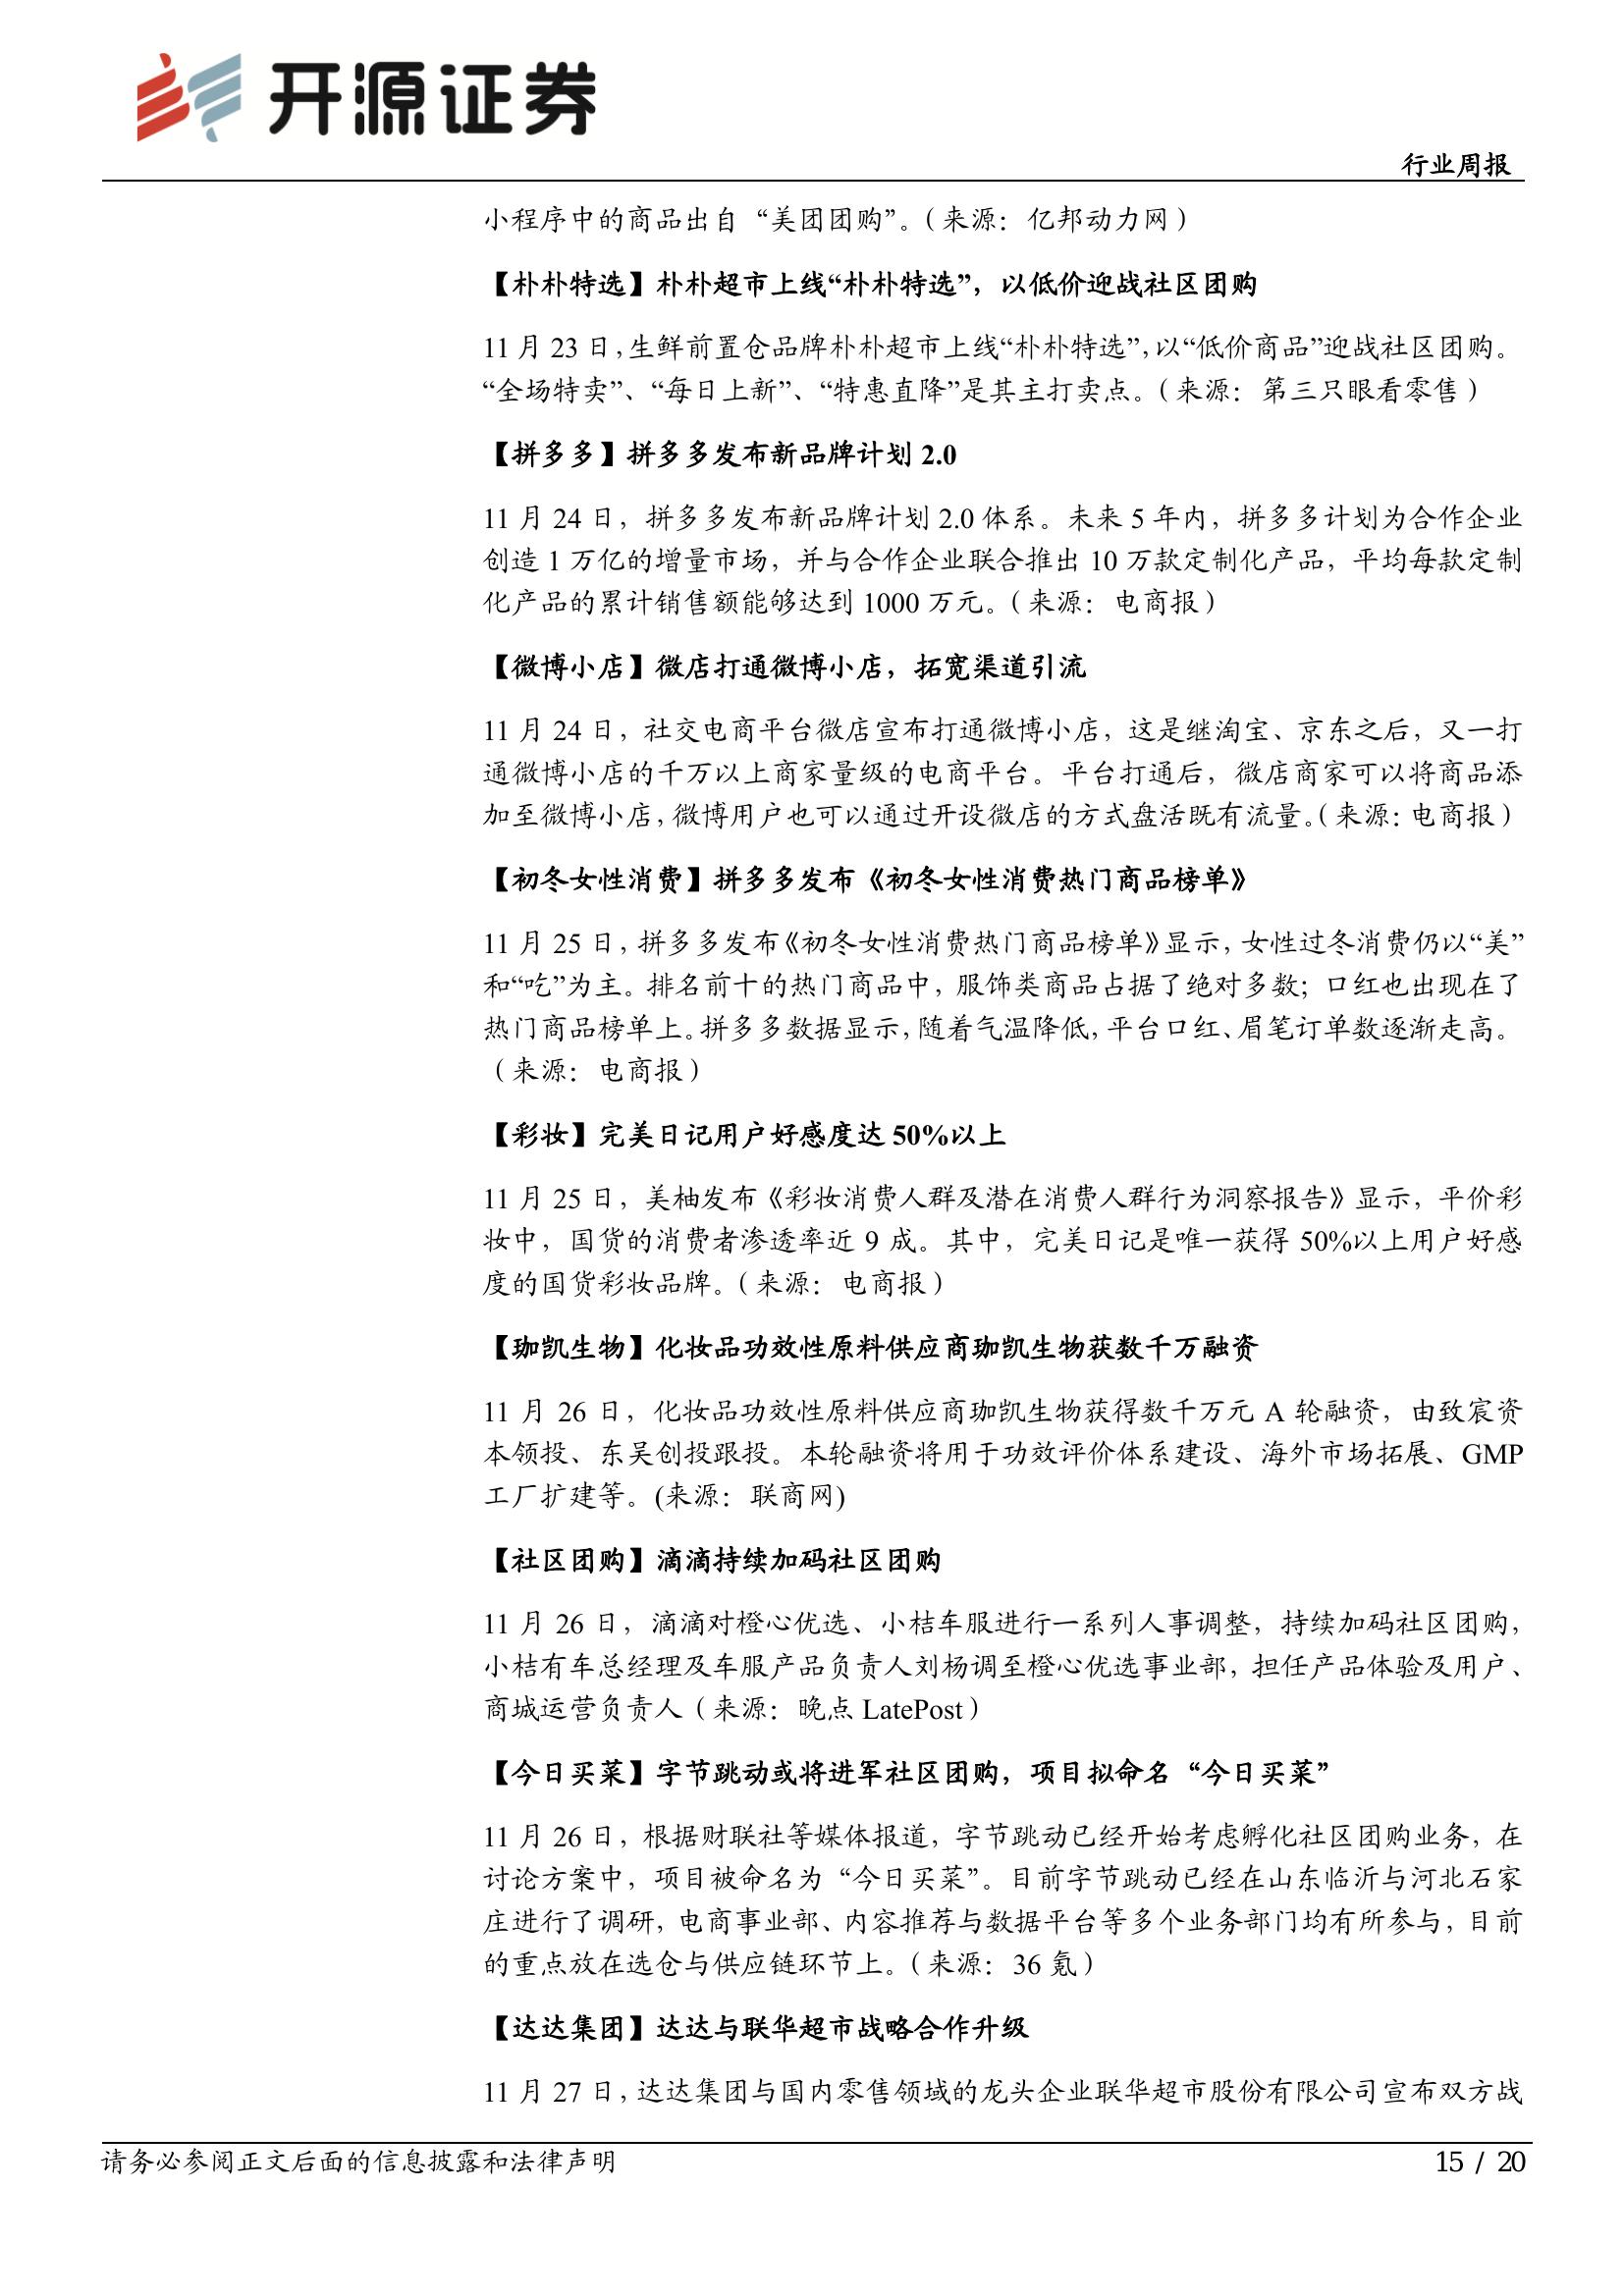 开源证券
行业周报
小程序中的商品出自“美团团购”。（来源：亿邦动力网）
【朴朴特选】朴朴超市上线“朴朴特选”，以低价迎战社区团购
11 月 23 日，生鲜前置仓品牌朴朴超市上线“朴朴特选”，以“低价商品”迎战社区团购。
“全场特卖”、“每日上新”、“特惠直降”是其主打卖点。（来源：第三只眼看零售）
【拼多多】拼多多发布新品牌计划 2.0
11 月 24 日，拼多多发布新品牌计划 2.0 体系。未来 5 年内，拼多多计划为合作企业
创造 1 万亿的增量市场，并与合作企业联合推出 10 万款定制化产品，平均每款定制
化产品的累计销售额能够达到 1000 万元。（来源：电商报）
【微博小店】微店打通微博小店，拓宽渠道引流
11 月 24 日，社交电商平台微店宣布打通微博小店，这是继淘宝、京东之后，又一打
通微博小店的千万以上商家量级的电商平台。平台打通后，微店商家可以将商品添
加至微博小店，微博用户也可以通过开设微店的方式盘活既有流量。（来源：电商报）
【初冬女性消费】拼多多发布《初冬女性消费热门商品榜单》
11 月 25 日，拼多多发布《初冬女性消费热门商品榜单》显示，女性过冬消费仍以“美”
和“吃”为主。排名前十的热门商品中，服饰类商品占据了绝对多数；口红也出现在了
热门商品榜单上。拼多多数据显示，随着气温降低，平台口红、眉笔订单数逐渐走高。
（来源：电商报）
【彩妆】完美日记用户好感度达 50%以上
11 月 25 日，美柚发布《彩妆消费人群及潜在消费人群行为洞察报告》显示，平价彩
妆中，国货的消费者渗透率近 9 成。其中，完美日记是唯一获得 50%以上用户好感
度的国货彩妆品牌。（来源：电商报）
【珈凯生物】化妆品功效性原料供应商珈凯生物获数千万融资
11 月 26 日，化妆品功效性原料供应商珈凯生物获得数千万元 A 轮融资，由致宸资
本领投、东吴创投跟投。本轮融资将用于功效评价体系建设、海外市场拓展、GMP
工厂扩建等。(来源：联商网)
【社区团购】滴滴持续加码社区团购
11 月 26 日，滴滴对橙心优选、小桔车服进行一系列人事调整，持续加码社区团购，
小桔有车总经理及车服产品负责人刘杨调至橙心优选事业部，担任产品体验及用户、
商城运营负责人（来源：晚点 LatePost）
【今日买菜】字节跳动或将进军社区团购，项目拟命名“今日买菜”
11 月 26 日，根据财联社等媒体报道，字节跳动已经开始考虑孵化社区团购业务，在
讨论方案中，项目被命名为“今日买菜”。目前字节跳动已经在山东临沂与河北石家
庄进行了调研，电商事业部、内容推荐与数据平台等多个业务部门均有所参与，目前
的重点放在选仓与供应链环节上。（来源：36 氪）
【达达集团】达达与联华超市战略合作升级
11 月 27 日，达达集团与国内零售领域的龙头企业联华超市股份有限公司宣布双方战
请务必参阅正文后面的信息披露和法律声明
15 / 20